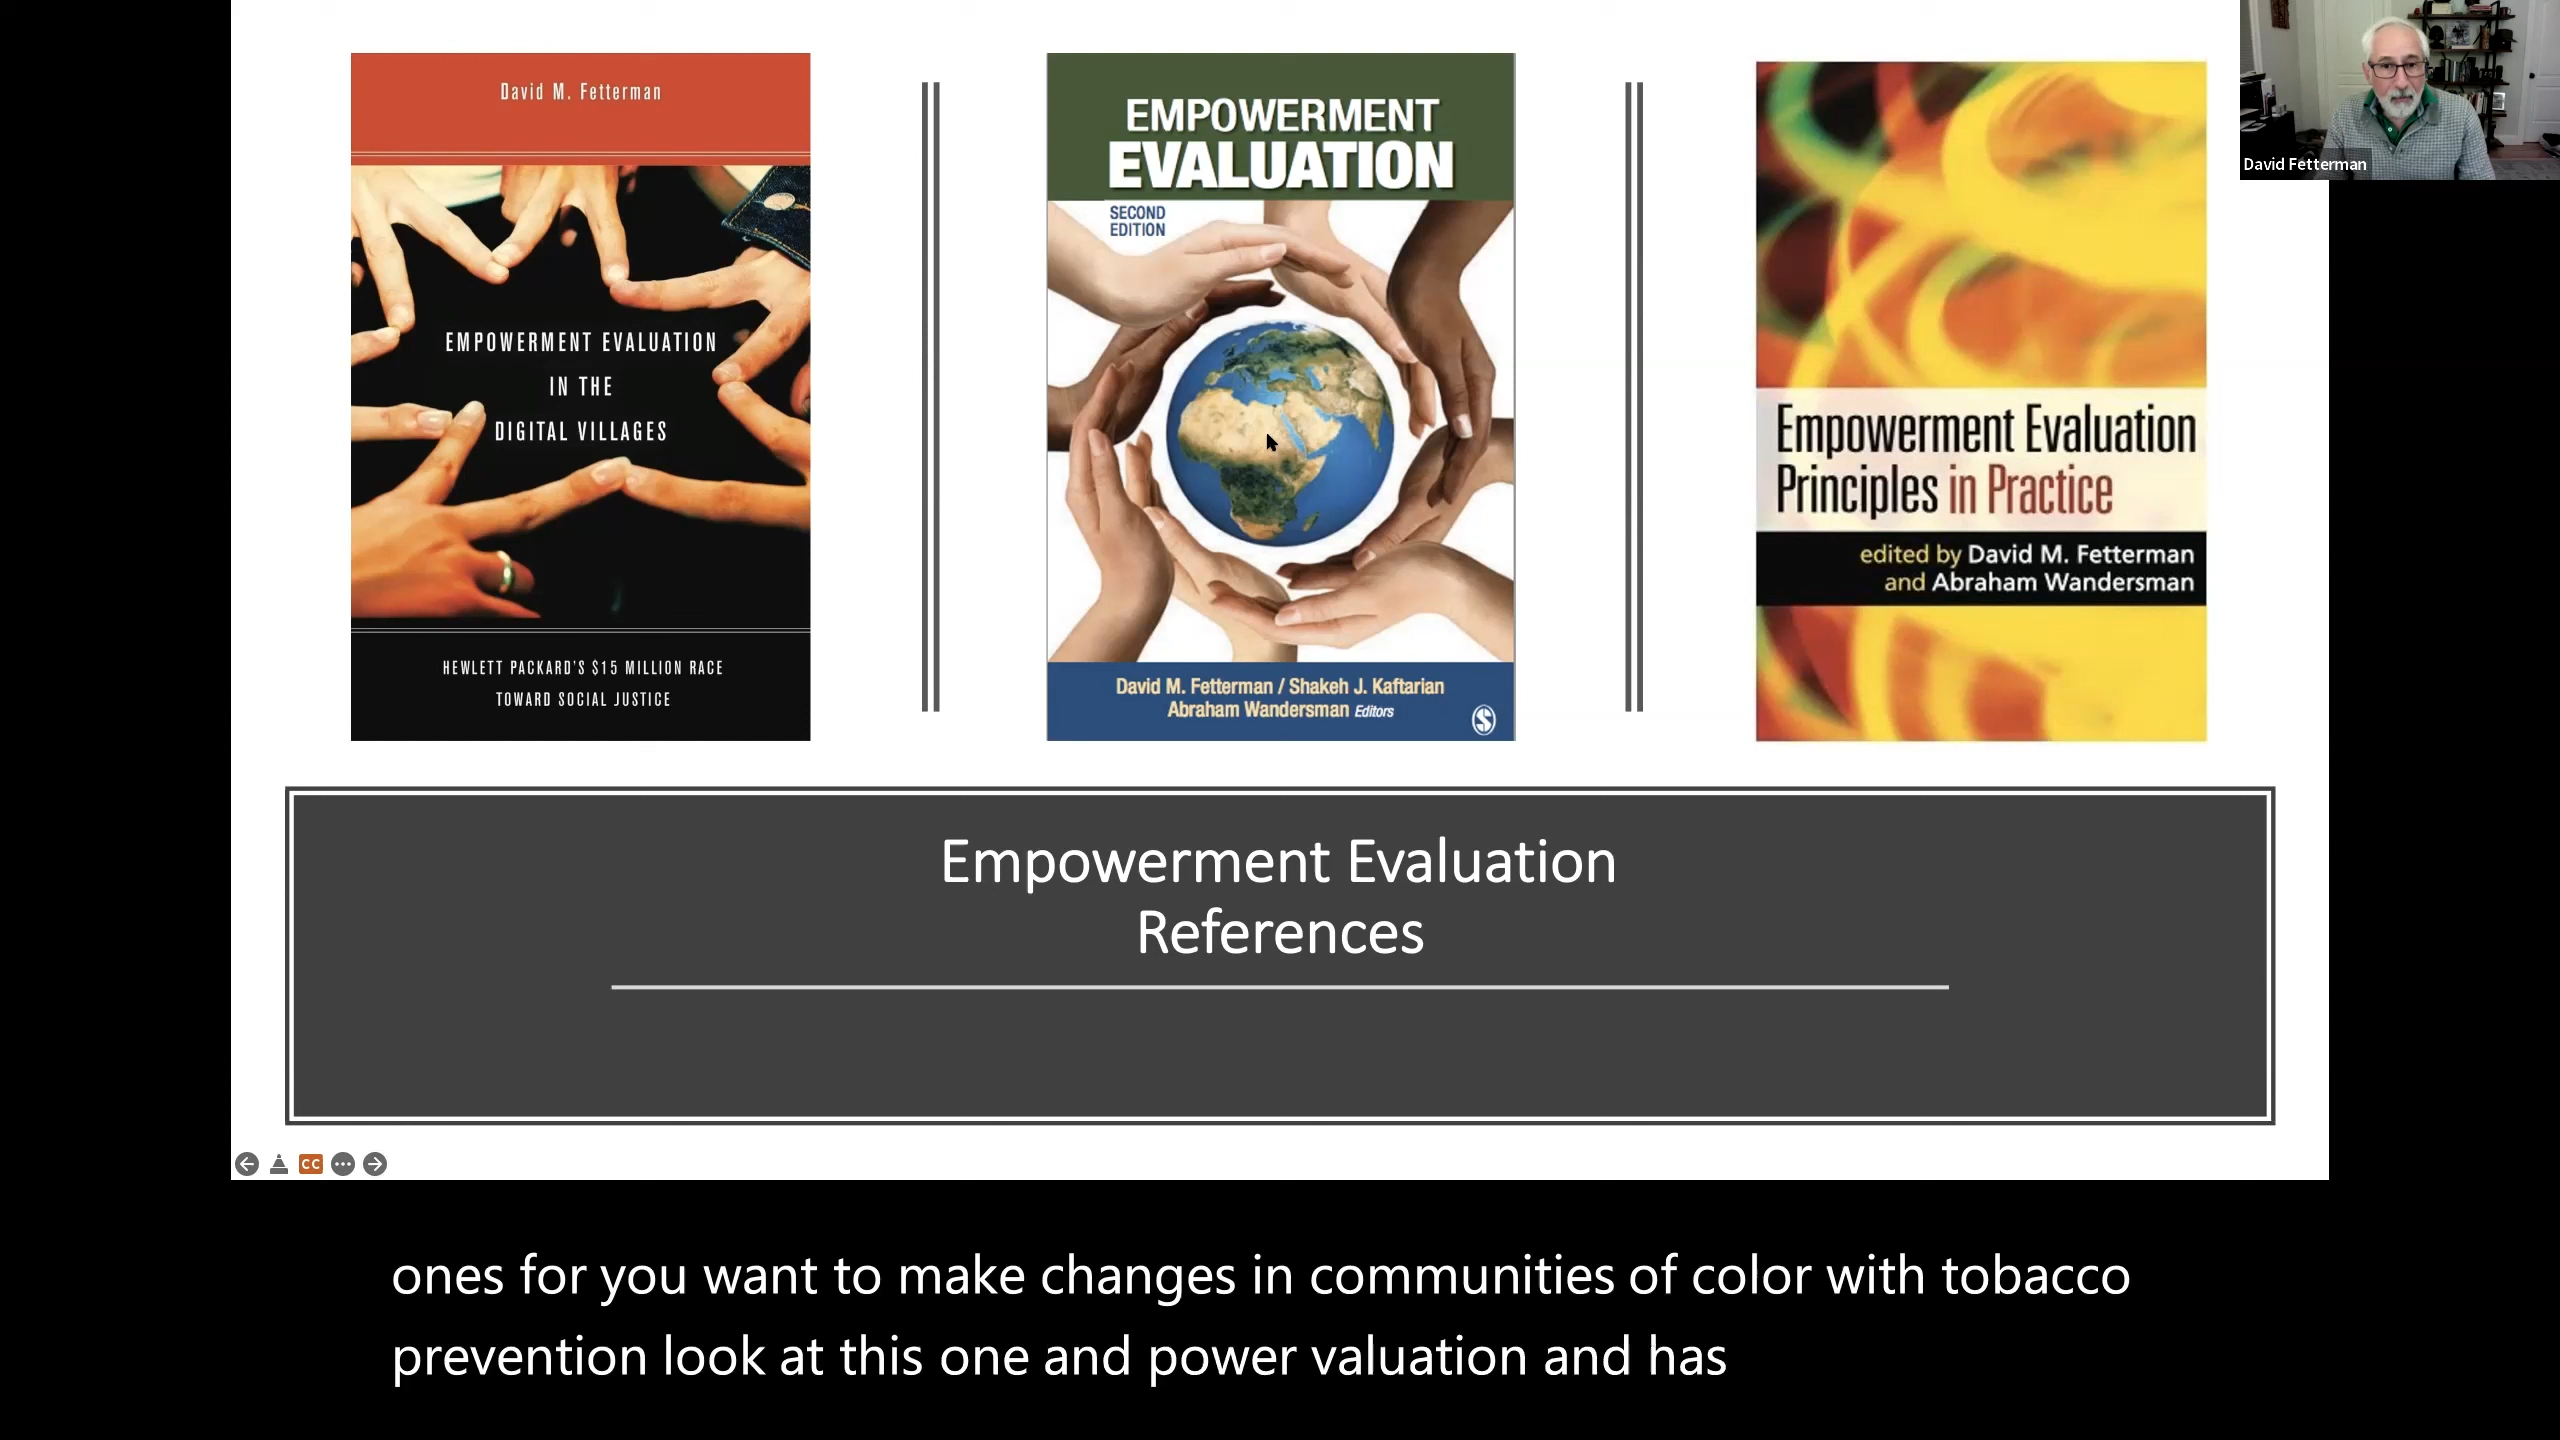 David M. Fetterman
EMPOWERMENT EVALUATION
IN THE
DIGITAL VILLAGES
HEWLETT PACKARD'S $15 MILLION RACE
TOWARD SOCIAL JUSTICE
EMPOWERMENT
EVALUATION
SECOND
EDITION
David M. Fetterman / Shakeh J. Kaftarian
Abraham Wandersman Editors
S
Empowerment Evaluation
Principles in Practice
edited by David M. Fetterman
and Abraham Wandersman
David Fetterman
Empowerment Evaluation
References
CC
ones for you want to make changes in communities of color with tobacco
prevention look at this one and power valuation and has